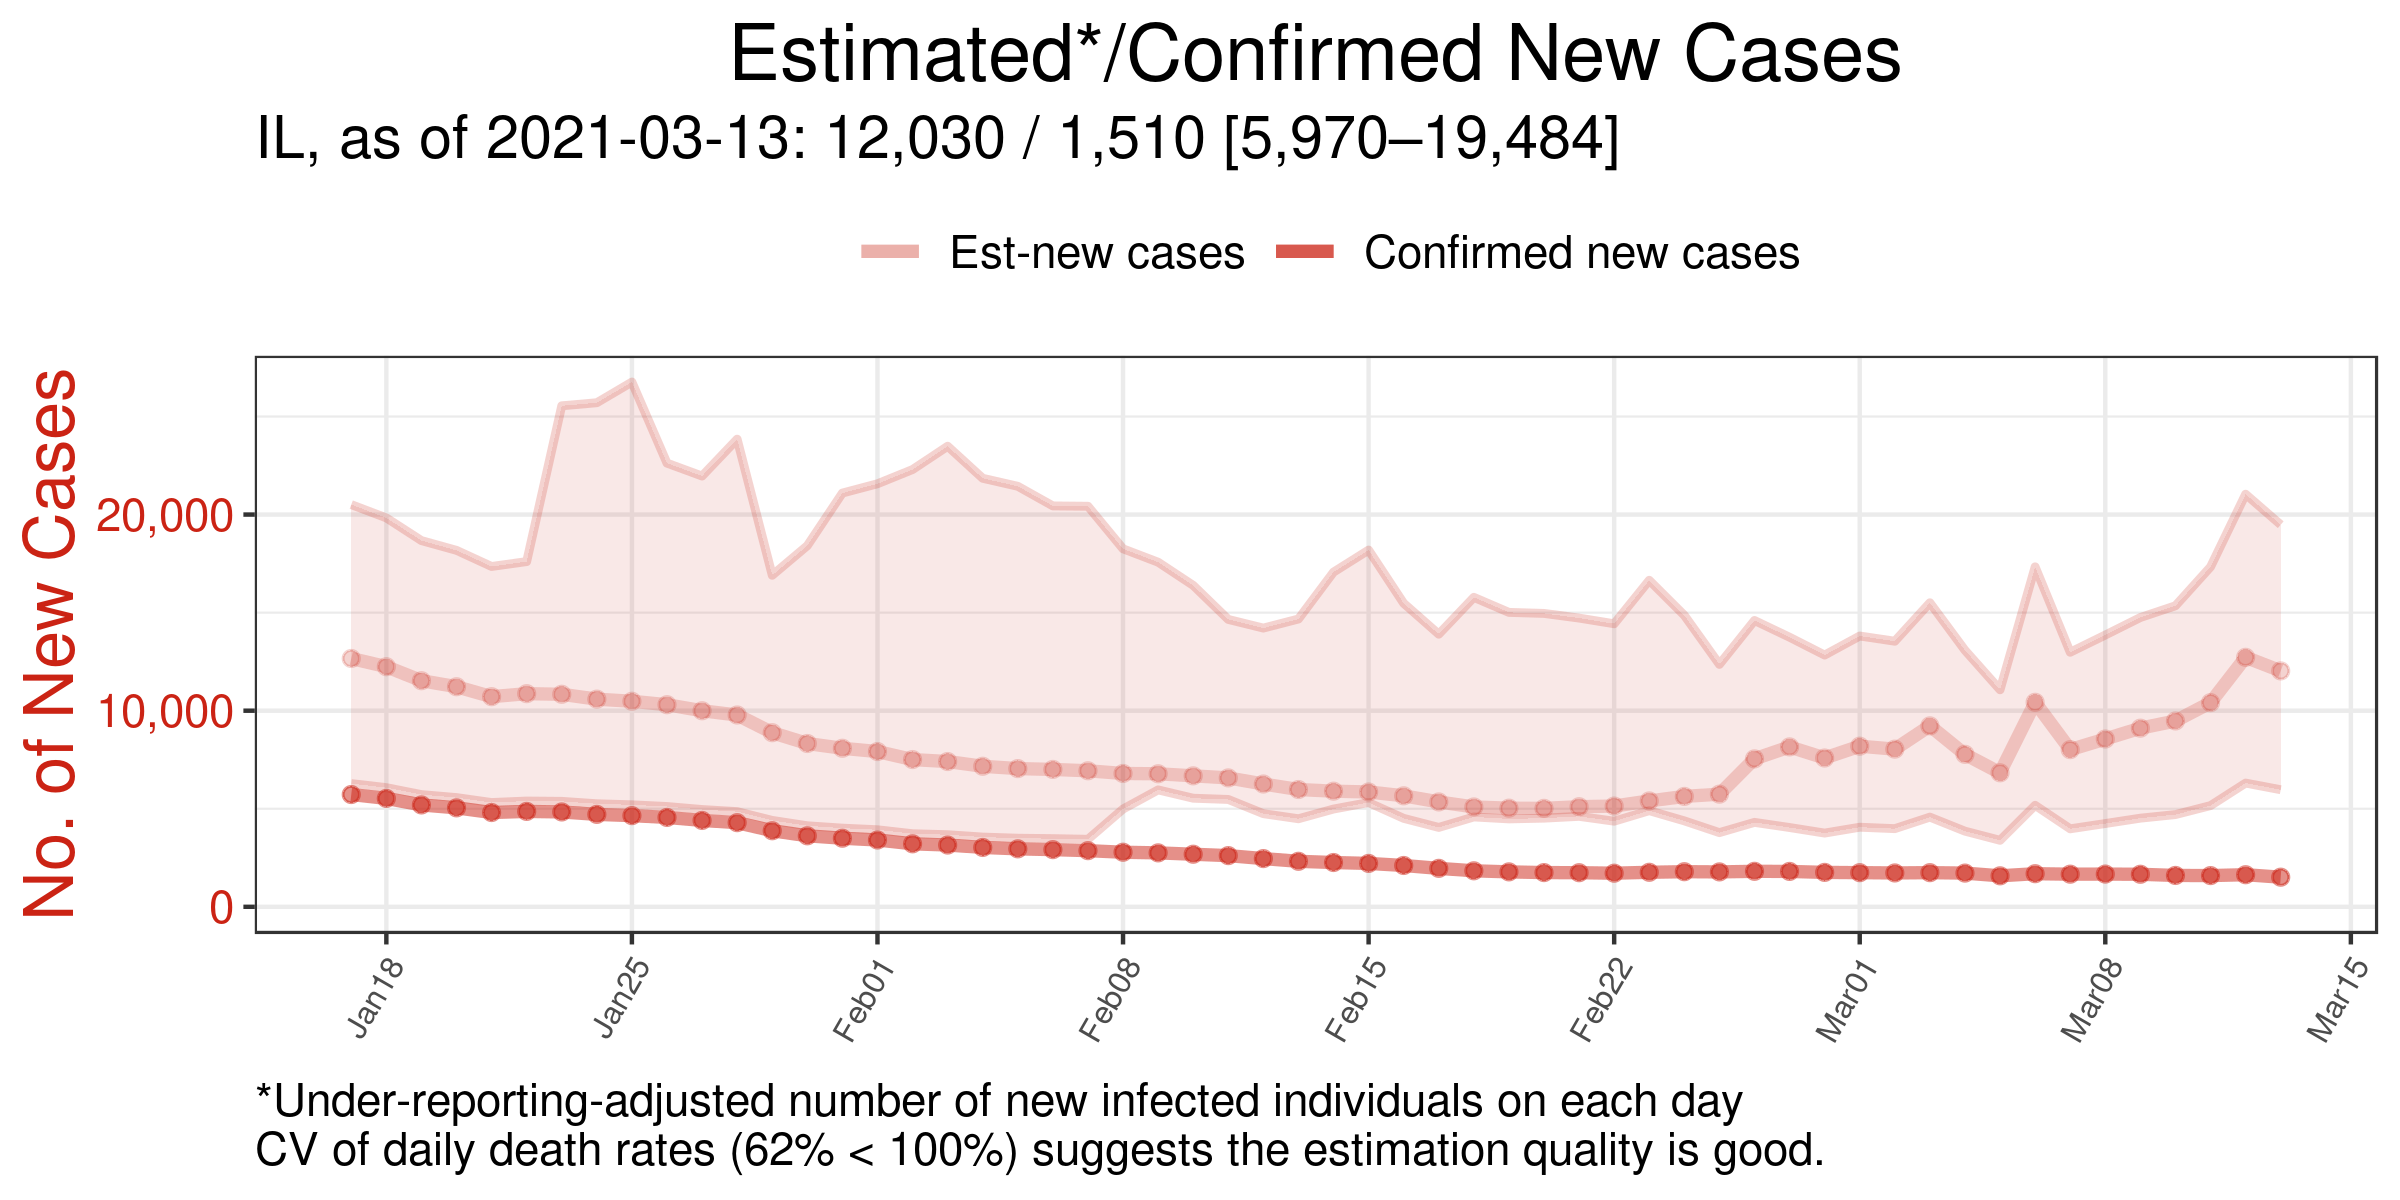 Estimated*/Confirmed New Cases
IL, as of 2021-03-13: 12,030 / 1,510 [5,970–19,484]
Est-new cases
Confirmed new cases
No. of New Cases
20,000
10,000
0
Jan18
Jan25
Feb01
Feb08
Feb15
Feb22
Mar01
Mar08
Mar15
*Under-reporting-adjusted number of new infected individuals on each day
CV of daily death rates (62% < 100%) suggests the estimation quality is good.